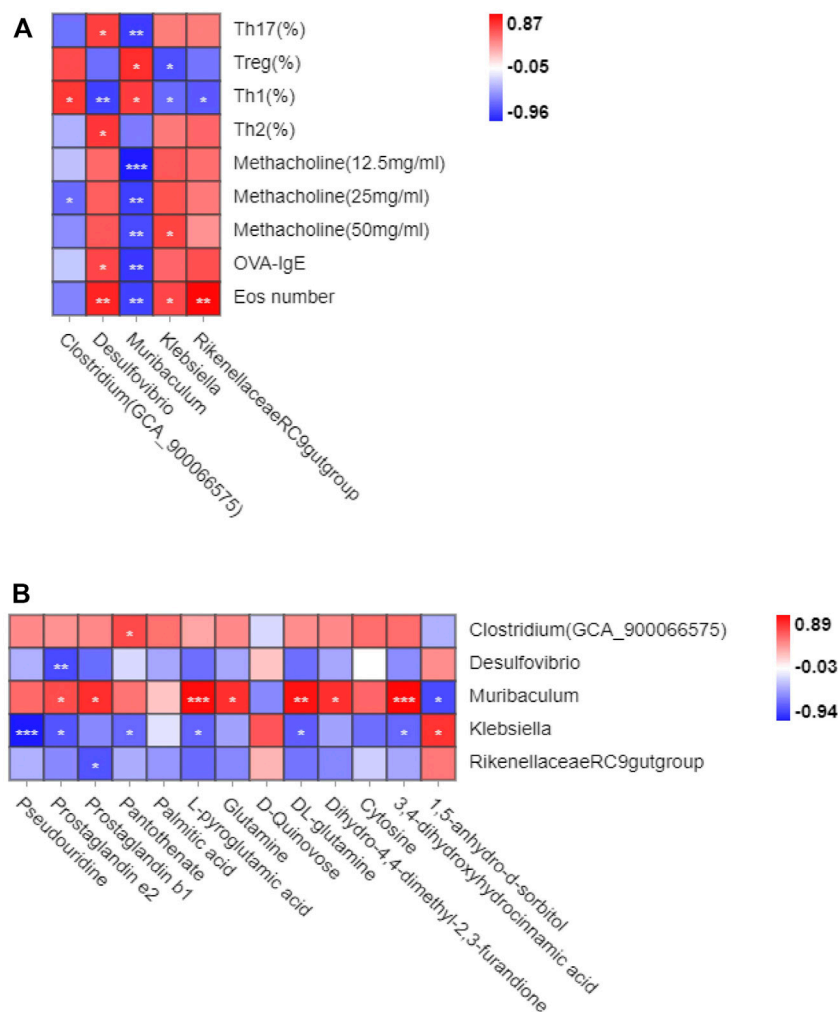 A
* ** Th17(%)
* * Treg(%)
* ** * * * Th1(%)
* Th2(%)
*** Methacholine(12.5mg/ml)
* ** Methacholine(25mg/ml)
** * Methacholine(50mg/ml)
* ** OVA-IgE
** ** * ** Eos number
0.87
-0.05
-0.96
Clostridium(GCA_900066575)
Desulfovibrio
Muribaculum
Klebsiella
RikenellaceaeRC9gutgroup
B
* Clostridium(GCA_900066575)
** Desulfovibrio
* * *** * ** * *** * Muribaculum
*** * * * * * * Klebsiella
* RikenellaceaeRC9gutgroup
0.89
-0.03
-0.94
Pseudouridine
Prostaglandin e2
Prostaglandin b1
Pantothenate
Palmitic acid
L-pyroglutamic acid
Glutamine
D-Quinovose
DL-glutamine
Dihydro-4,4-dimethyl-2,3-furandione
Cytosine
3,4-dihydroxyhydrocinnamic acid
1,5-anhydro-d-sorbitol